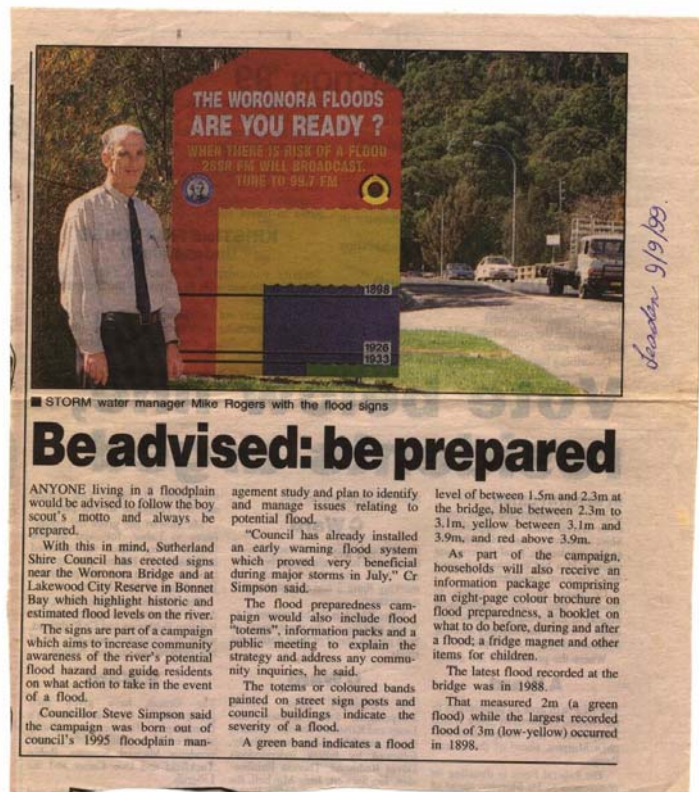 THE WORONORA FLOODS
ARE YOU READY ?
WHEN THERE IS RISK OF A FLOOD
2SSR FM WILL BROADCAST.
TUNE TO 99.7 FM
1898
1926
1933
Leader 9/9/99.
■ STORM water manager Mike Rogers with the flood signs
Be advised: be prepared
ANYONE living in a floodplain
would be advised to follow the boy
scout's motto and always be
prepared.
With this in mind, Sutherland
Shire Council has erected signs
near the Woronora Bridge and at
Lakewood City Reserve in Bonnet
Bay which highlight historic and
estimated flood levels on the river.
The signs are part of a campaign
which aims to increase community
awareness of the river's potential
flood hazard and guide residents
on what action to take in the event
of a flood.
Councillor Steve Simpson said
the campaign was born out of
council's 1995 floodplain man-
agement study and plan to identify
and manage issues relating to
potential flood.
"Council has already installed
an early warning flood system
which proved very beneficial
during major storms in July," Cr
Simpson said.
The flood preparedness cam-
paign would also include flood
"totems", information packs and a
public meeting to explain the
strategy and address any commu-
nity inquiries, he said.
The totems or coloured bands
painted on street sign posts and
council buildings indicate the
severity of a flood.
A green band indicates a flood
level of between 1.5m and 2.3m at
the bridge, blue between 2.3m to
3.1m, yellow between 3.1m and
3.9m, and red above 3.9m.
As part of the campaign,
households will also receive an
information package comprising
an eight-page colour brochure on
flood preparedness, a booklet on
what to do before, during and after
a flood; a fridge magnet and other
items for children.
The latest flood recorded at the
bridge was in 1988.
That measured 2m (a green
flood) while the largest recorded
flood of 3m (low-yellow) occurred
in 1898.